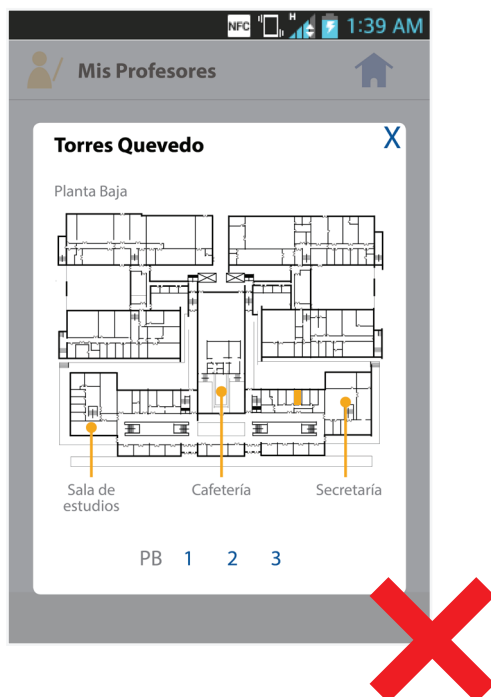 NFC H 1:39 AM
Mis Profesores
Torres Quevedo X
Planta Baja
Sala de
estudios
Cafetería
Secretaría
PB 1 2 3